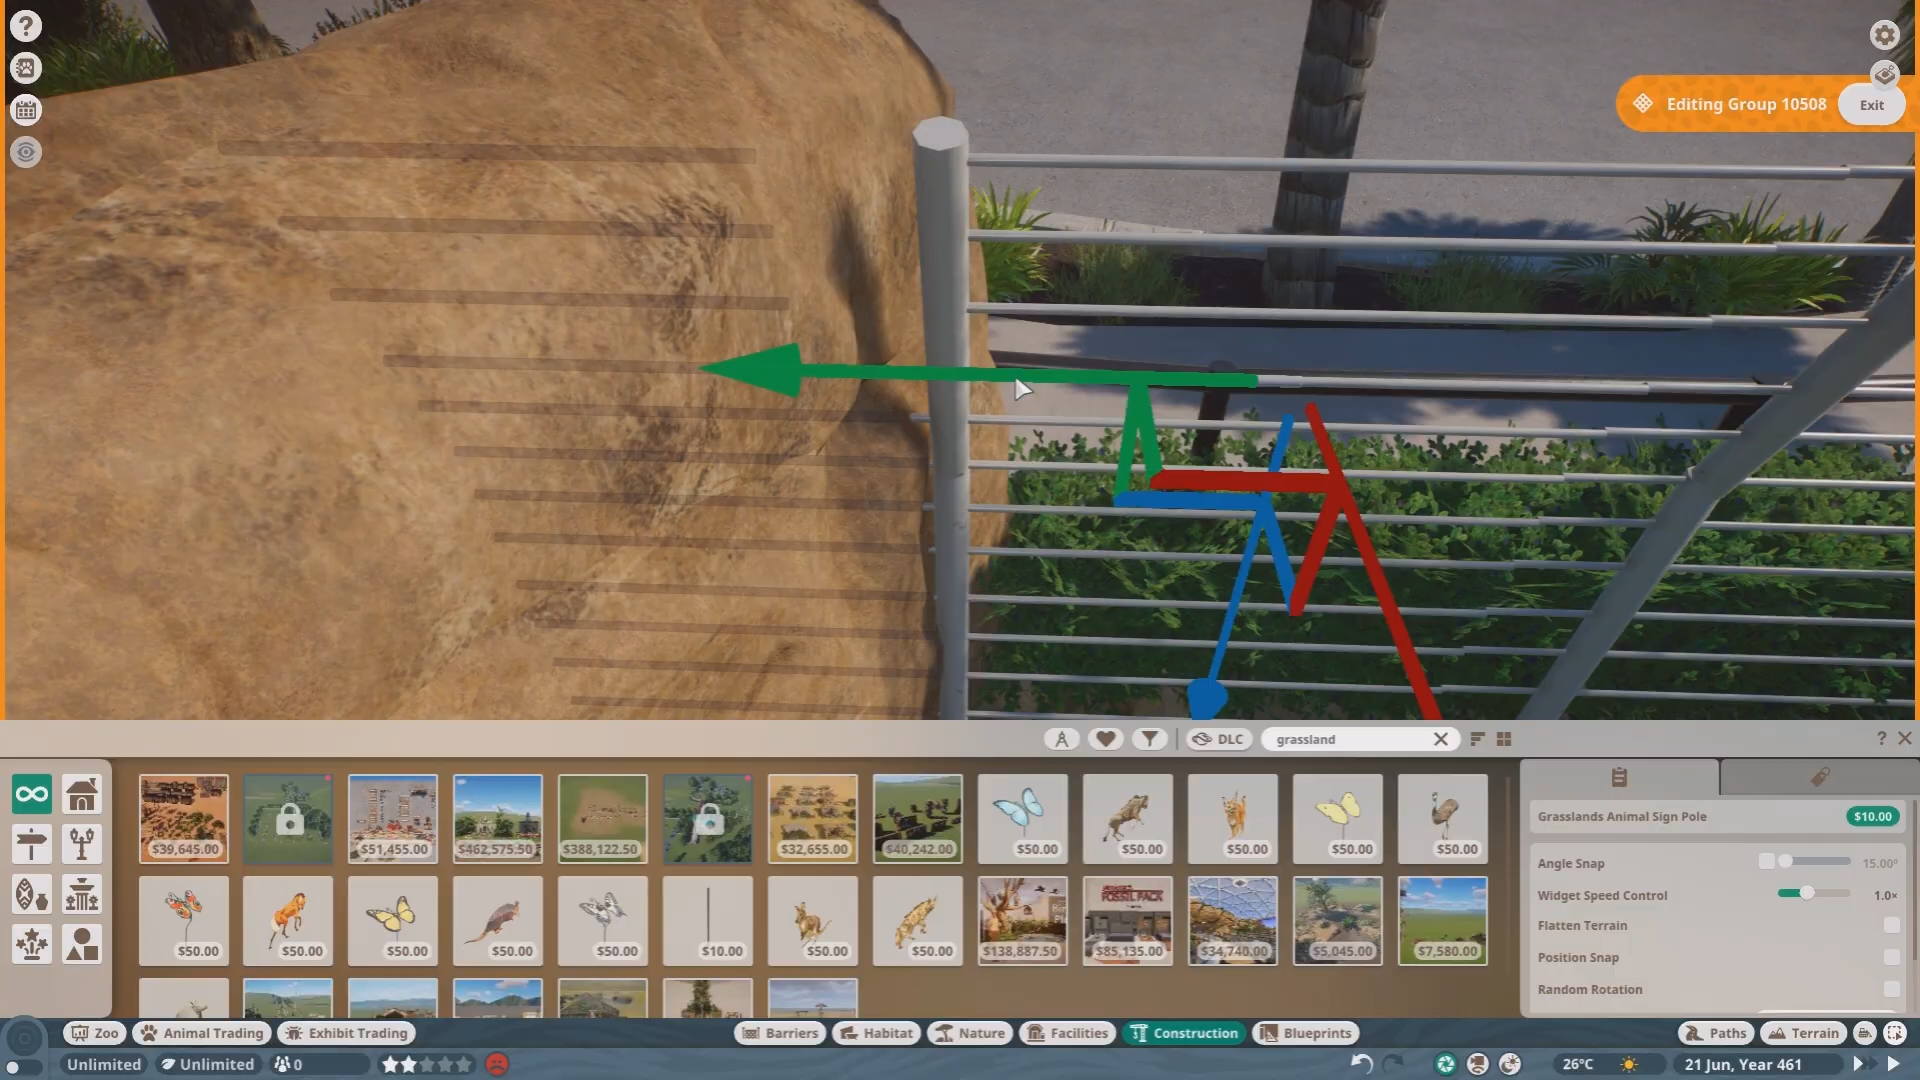 ?
Editing Group 10508
Exit
DLC
grassland
?
$39,645.00
$51,455.00
$462,575.50
$388,122.50
$32,655.00
$40,242.00
$50.00
$50.00
$50.00
$50.00
$50.00
$50.00
$50.00
$50.00
$50.00
$50.00
$10.00
$50.00
$50.00
$138,887.50
$85,135.00
$34,740.00
$5,045.00
$7,580.00
FOSSIL PACK
Grasslands Animal Sign Pole
$10.00
Angle Snap
15.00°
Widget Speed Control
1.0×
Flatten Terrain
Position Snap
Random Rotation
Zoo
Animal Trading
Exhibit Trading
Barriers
Habitat
Nature
Facilities
Construction
Blueprints
Paths
Terrain
Unlimited
Unlimited
0
26°C
21 Jun, Year 461